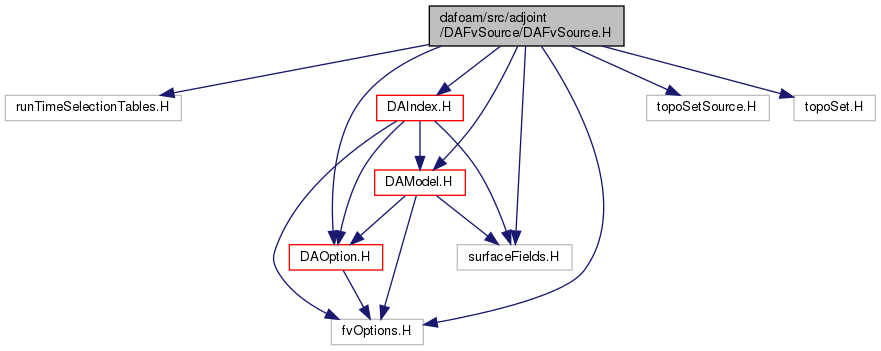 dafoam/src/adjoint
/DAFvSource/DAFvSource.H
runTimeSelectionTables.H
DAIndex.H
topoSetSource.H
topoSet.H
DAModel.H
DAOption.H
surfaceFields.H
fvOptions.H